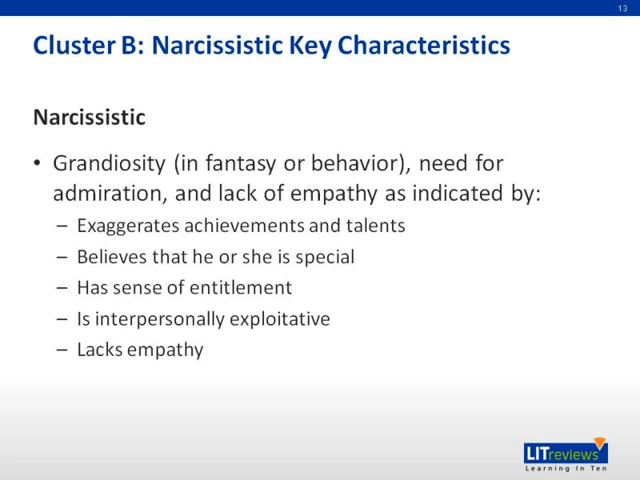 13
Cluster B: Narcissistic Key Characteristics
Narcissistic
• Grandiosity (in fantasy or behavior), need for
admiration, and lack of empathy as indicated by:
– Exaggerates achievements and talents
– Believes that he or she is special
– Has sense of entitlement
– Is interpersonally exploitative
– Lacks empathy
LITreviews
Learning In Ten